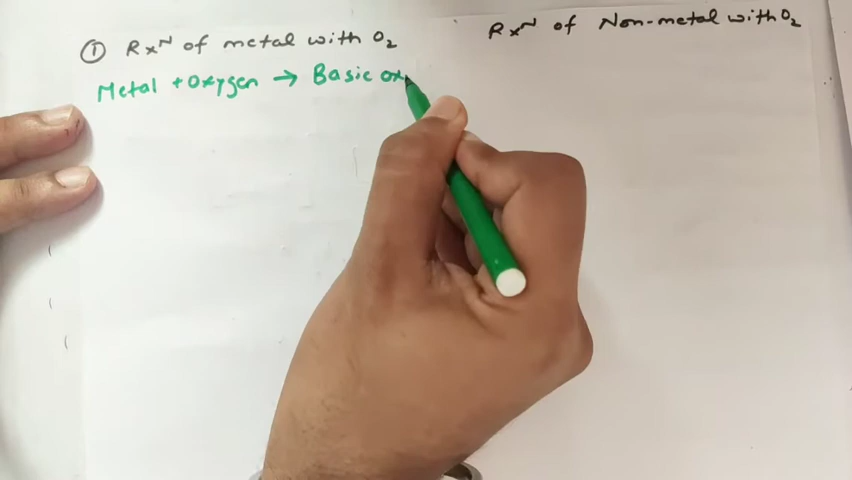 ① Rxᴺ of metal with O₂
Metal + Oxygen → Basic ox
Rxᴺ of Non-metal with O₂